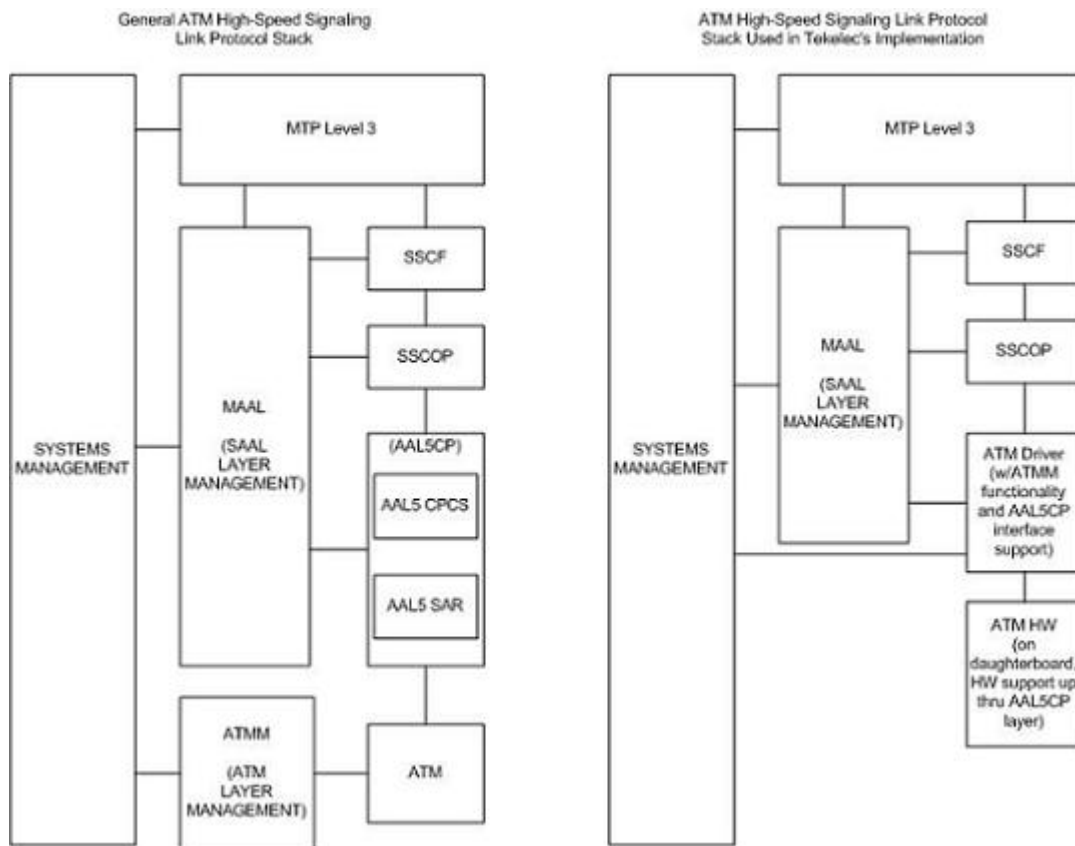 General ATM High-Speed Signaling
Link Protocol Stack
MTP Level 3
SSCF
SSCOP
MAAL
(SAAL
LAYER
MANAGEMENT)
SYSTEMS
MANAGEMENT
(AAL5CP)
AAL5 CPCS
AAL5 SAR
ATMM
(ATM
LAYER
MANAGEMENT)
ATM
ATM High-Speed Signaling Link Protocol
Stack Used in Tekelec's Implementation
MTP Level 3
SSCF
SSCOP
MAAL
(SAAL
LAYER
MANAGEMENT)
SYSTEMS
MANAGEMENT
ATM Driver
(w/ATMM
functionality
and AAL5CP
interface
support)
ATM HW
(on
daughterboard,
HW support up
thru AAL5CP
layer)